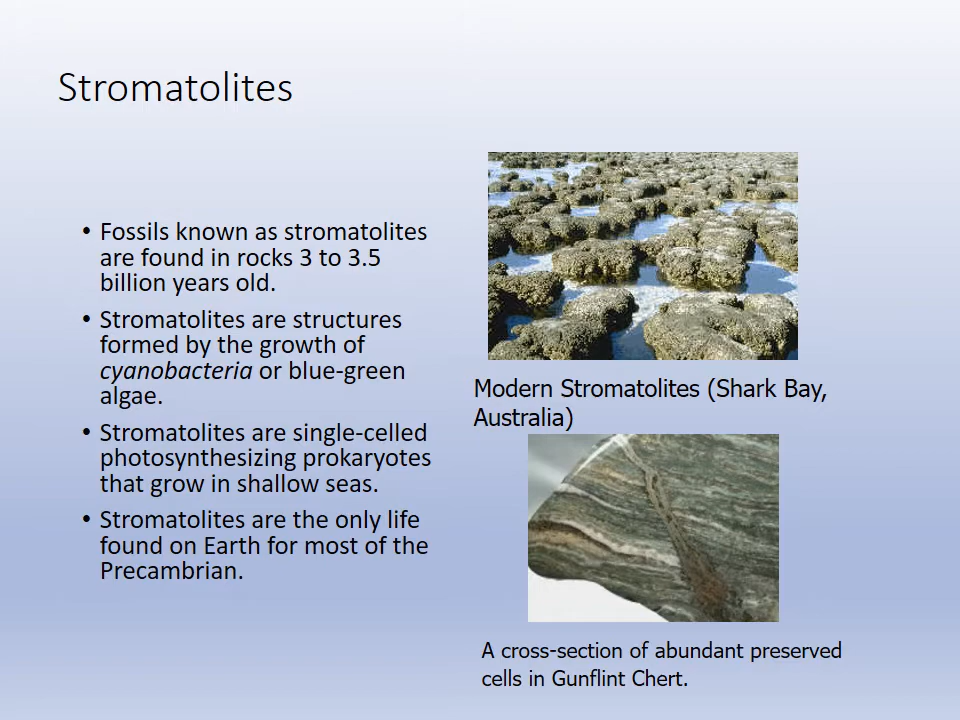 Stromatolites
• Fossils known as stromatolites
are found in rocks 3 to 3.5
billion years old.
• Stromatolites are structures
formed by the growth of
cyanobacteria or blue-green
algae.
• Stromatolites are single-celled
photosynthesizing prokaryotes
that grow in shallow seas.
• Stromatolites are the only life
found on Earth for most of the
Precambrian.
Modern Stromatolites (Shark Bay,
Australia)
A cross-section of abundant preserved
cells in Gunflint Chert.